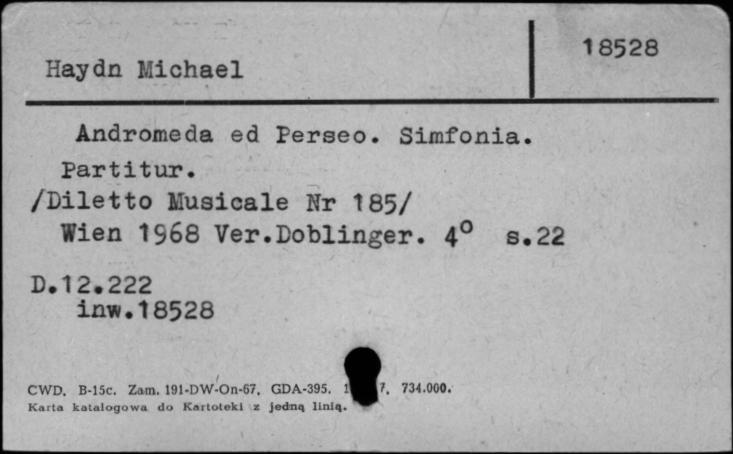 Haydn Michael
18528
Andromeda ed Perseo. Simfonia.
Partitur.
/Diletto Musicale Nr 185/
Wien 1968 Ver.Doblinger. 4° s.22
D.12.222
inw.18528
CWD. B-15c. Zam. 191-DW-On-67. GDA-395. 734.000.
Karta katalogowa do Kartoteki z jedną linią.